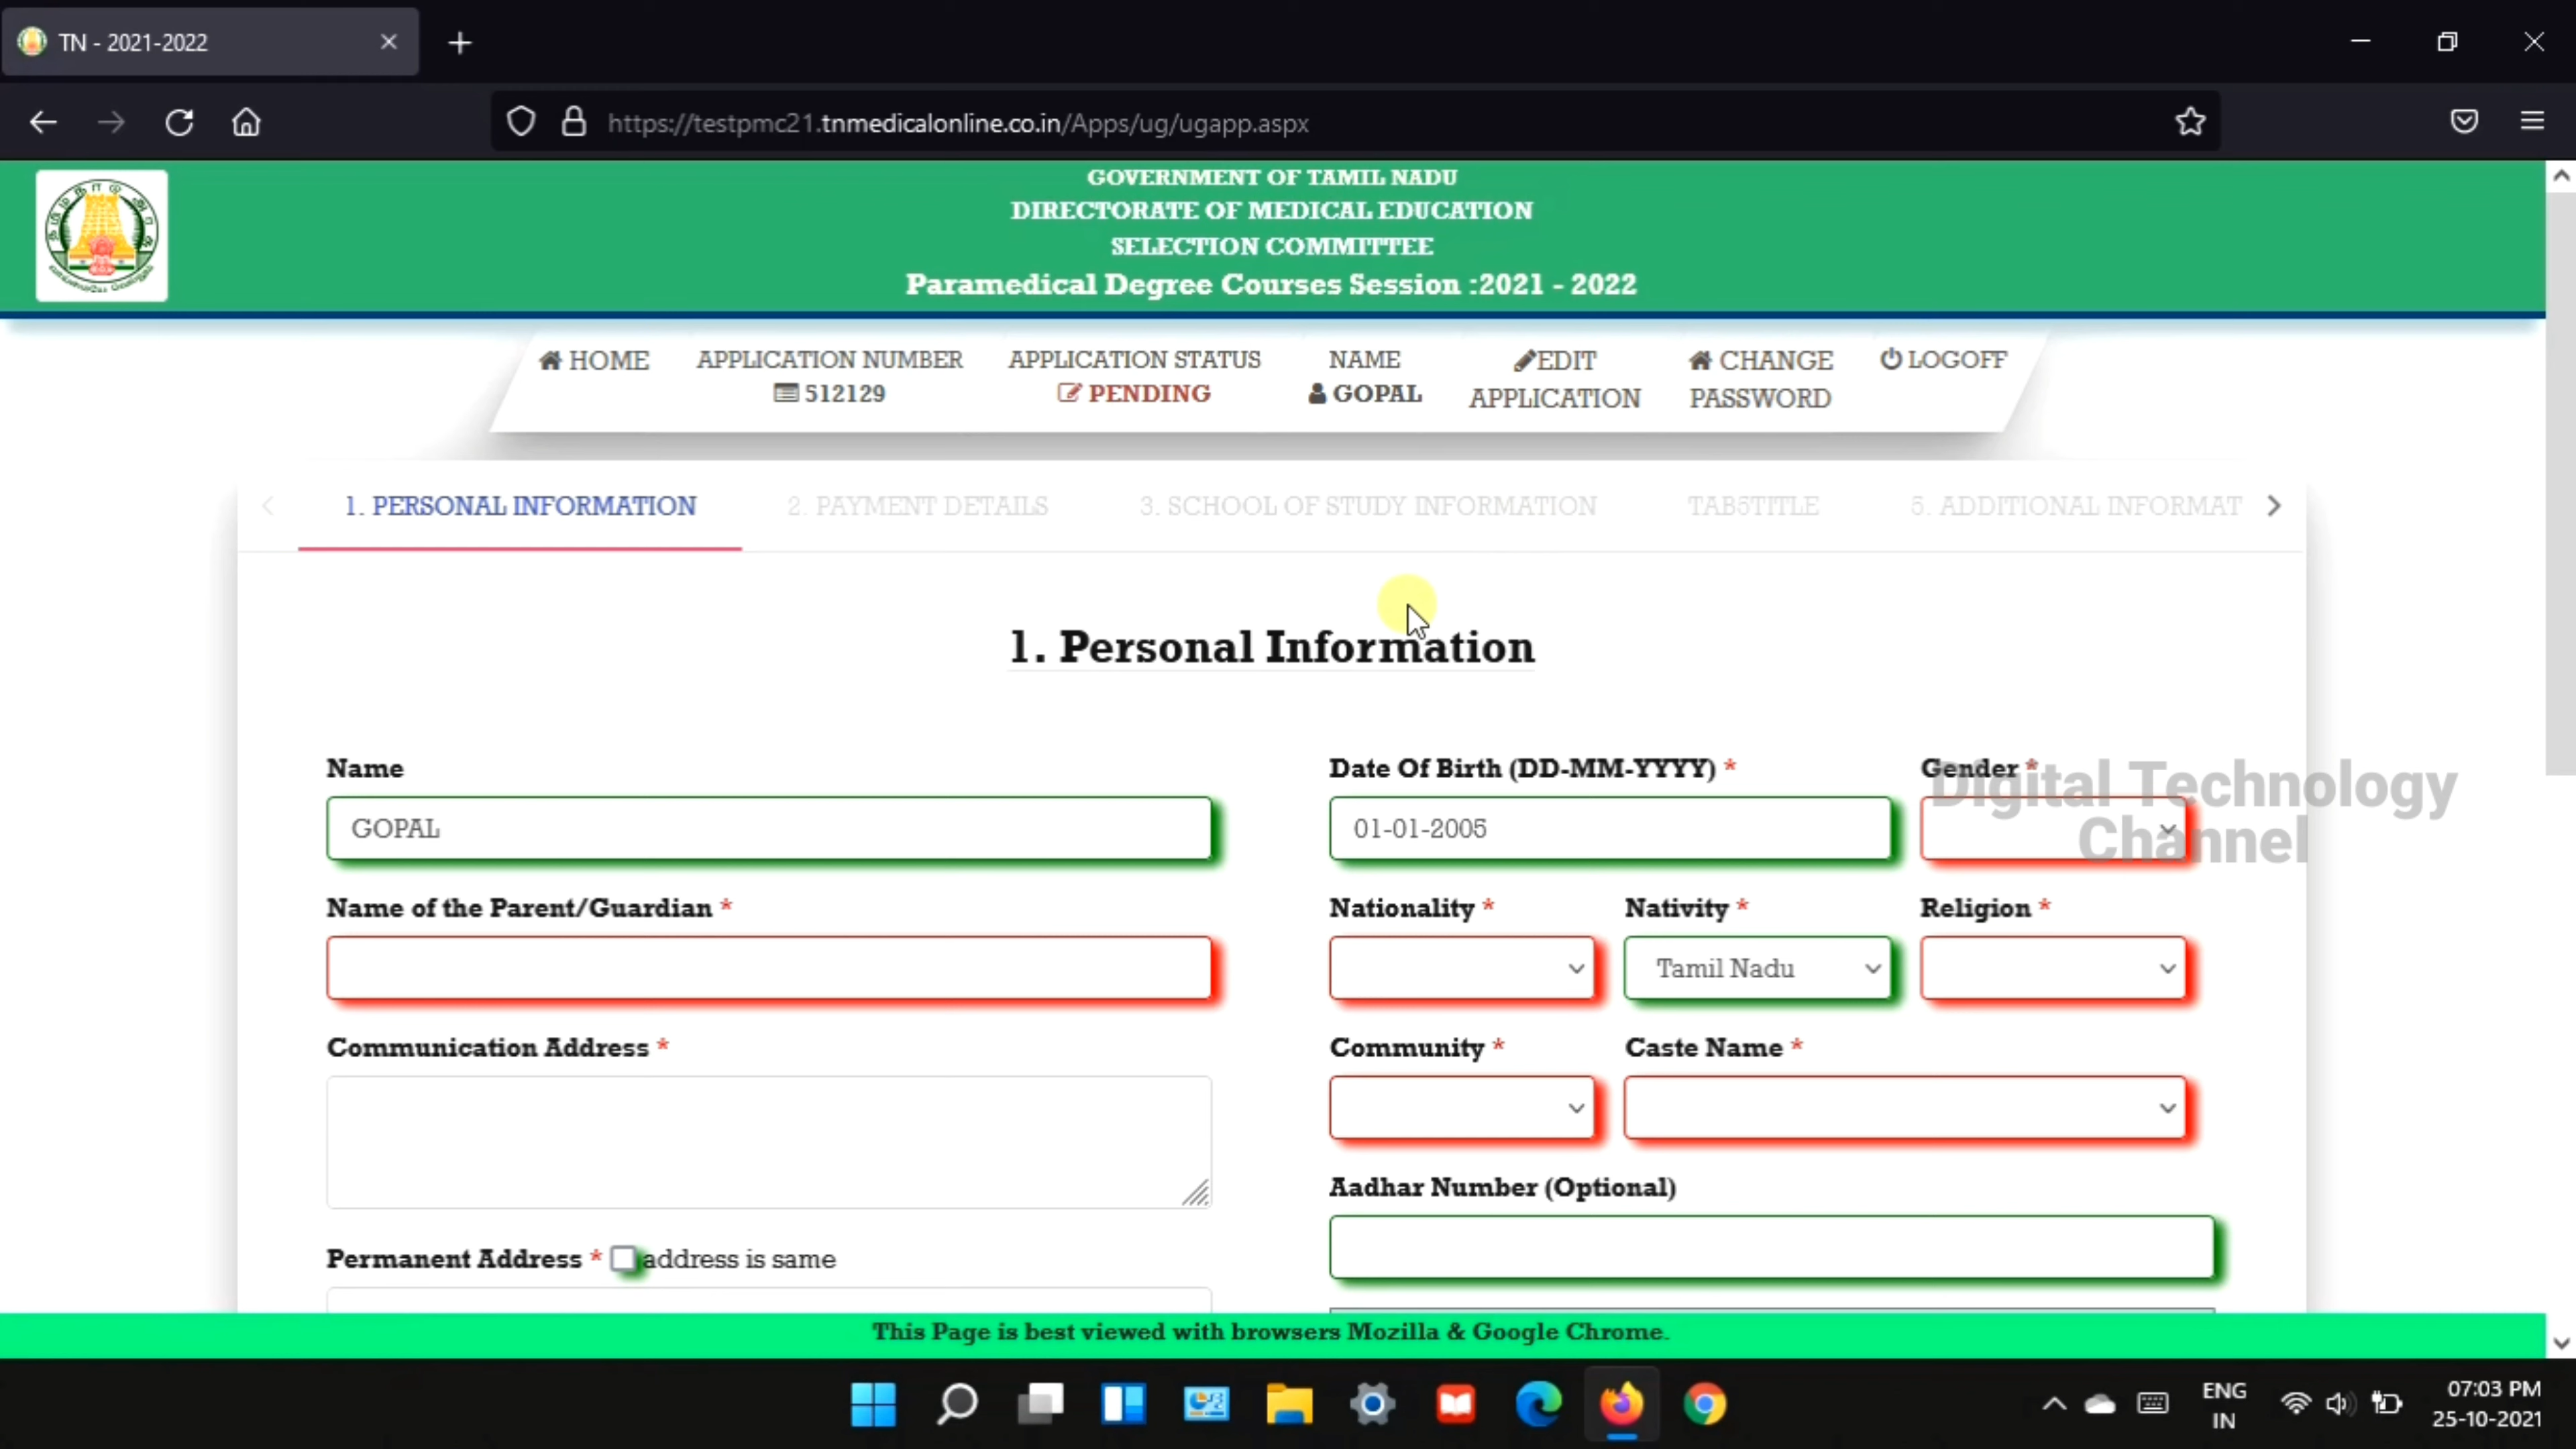 TN - 2021-2022
https://testpmc21.tnmedicalonline.co.in/Apps/ug/ugapp.aspx
GOVERNMENT OF TAMIL NADU
DIRECTORATE OF MEDICAL EDUCATION
SELECTION COMMITTEE
Paramedical Degree Courses Session :2021 - 2022
HOME
APPLICATION NUMBER
512129
APPLICATION STATUS
PENDING
NAME
GOPAL
EDIT
APPLICATION
CHANGE
PASSWORD
LOGOFF
1. PERSONAL INFORMATION 2. PAYMENT DETAILS 3. SCHOOL OF STUDY INFORMATION TAB5TITLE 5. ADDITIONAL INFORMAT
1. Personal Information
Name
GOPAL
Date Of Birth (DD-MM-YYYY) *
01-01-2005
Gender *
Digital Technology
Channel
Name of the Parent/Guardian *
Nationality *
Nativity *
Tamil Nadu
Religion *
Communication Address *
Community *
Caste Name *
Aadhar Number (Optional)
Permanent Address * address is same
This Page is best viewed with browsers Mozilla & Google Chrome.
ENG
IN
07:03 PM
25-10-2021